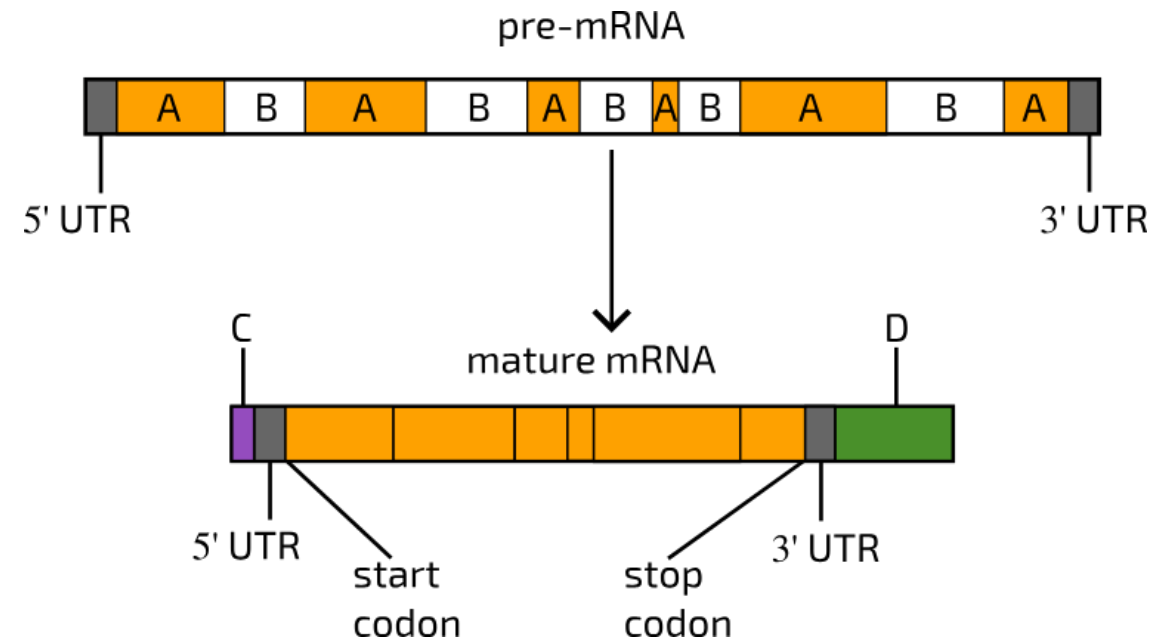 pre-mRNA
A B A B A B A B A B A
5' UTR 3' UTR
C D
mature mRNA
5' UTR 3' UTR
start stop
codon codon